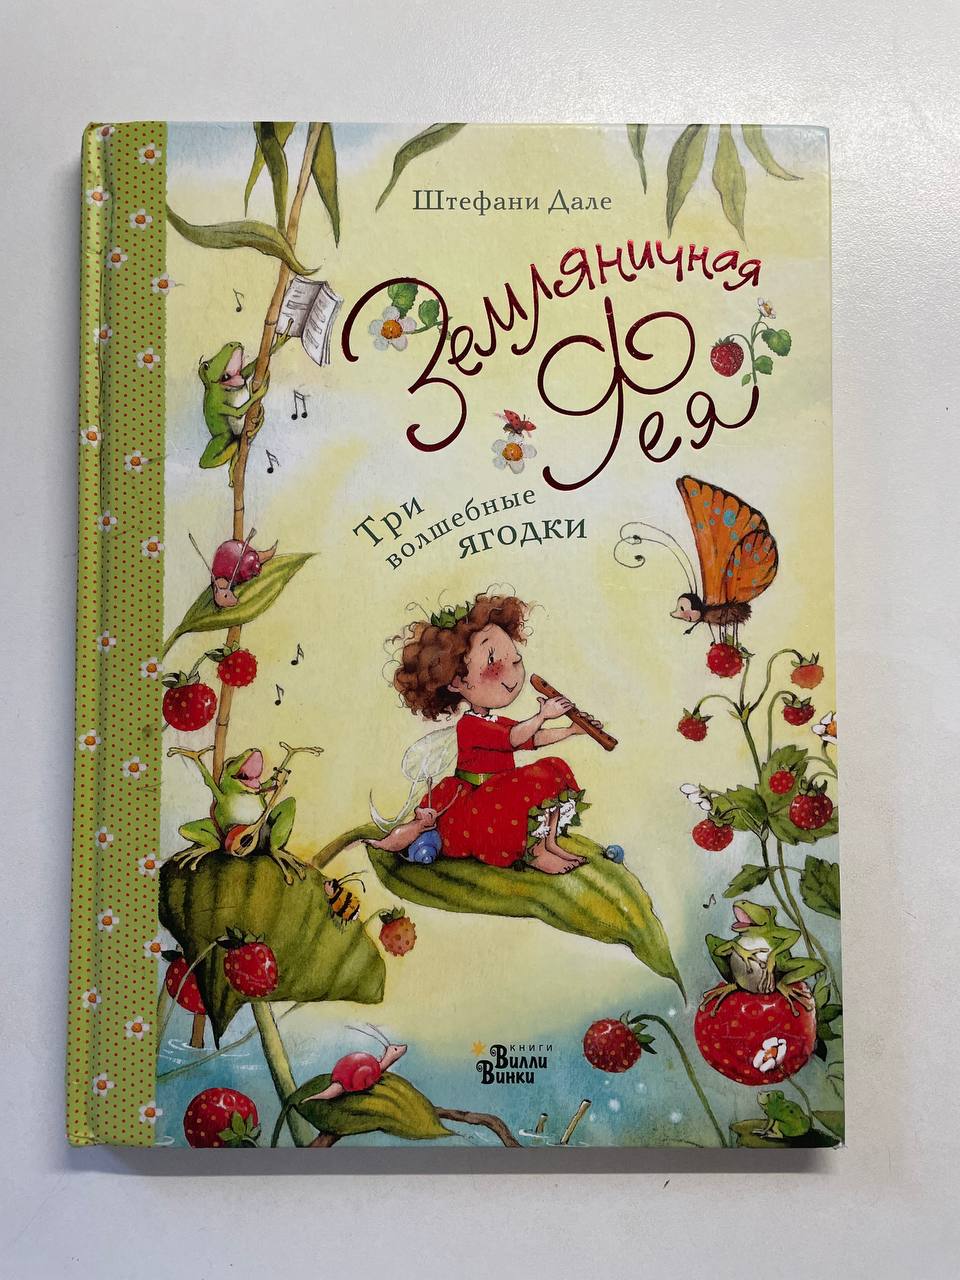 Штефани Дале
Земляничная
Фея
Три
волшебные
ягодки
книги
Вилли
Винки